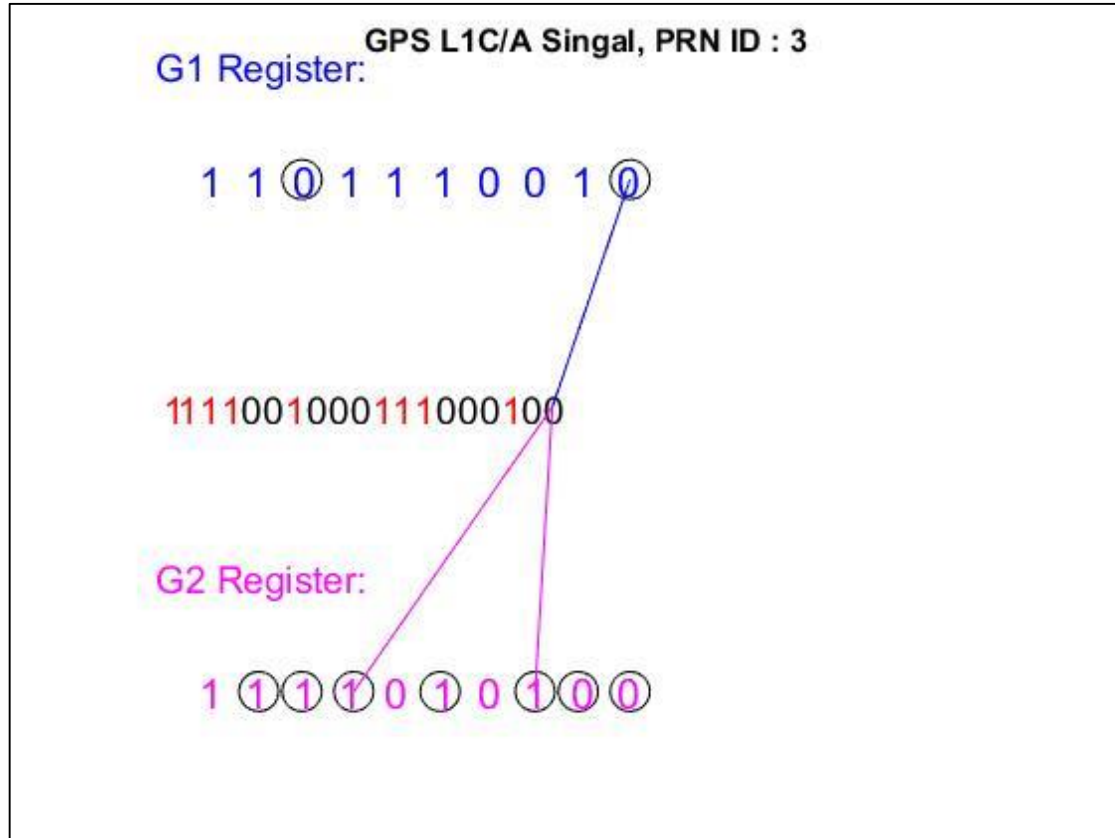 GPS L1C/A Singal, PRN ID : 3
G1 Register:
1 1 0 1 1 1 0 0 1 0
1111001000111000100
G2 Register:
1 1 1 1 0 1 0 1 0 0